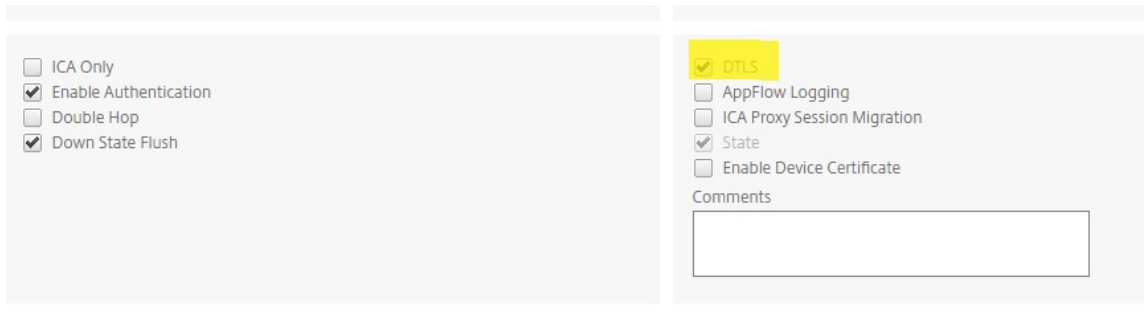 ICA Only
Enable Authentication
Double Hop
Down State Flush
DTLS
AppFlow Logging
ICA Proxy Session Migration
State
Enable Device Certificate
Comments